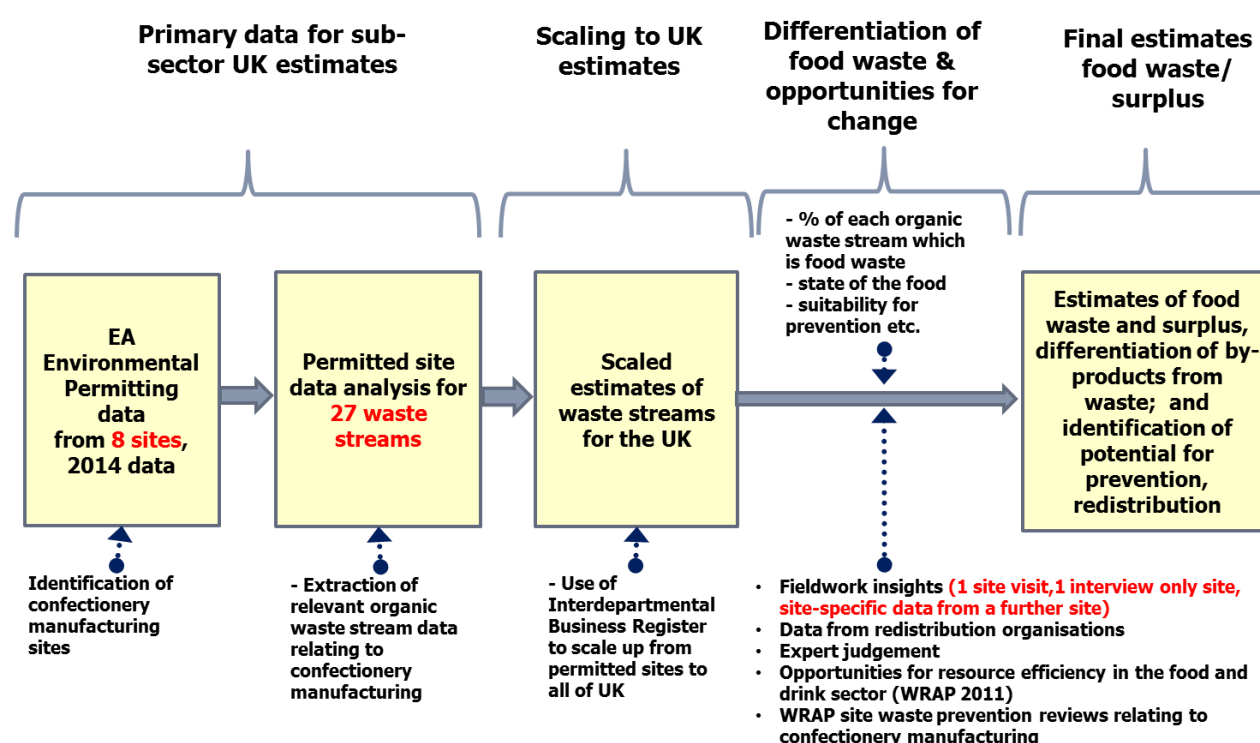 Primary data for sub-
sector UK estimates
Scaling to UK
estimates
Differentiation of
food waste &
opportunities for
change
Final estimates
food waste/
surplus
- % of each organic
waste stream which
is food waste
- state of the food
- suitability for
prevention etc.
EA
Environmental
Permitting
data
from 8 sites,
2014 data
Permitted site
data analysis for
27 waste
streams
Scaled
estimates of
waste streams
for the UK
Estimates of food
waste and surplus,
differentiation of by-
products from
waste; and
identification of
potential for
prevention,
redistribution
Identification of
confectionery
manufacturing
sites
- Extraction of
relevant organic
waste stream data
relating to
confectionery
manufacturing
- Use of
Interdepartmental
Business Register
to scale up from
permitted sites to
all of UK
• Fieldwork insights (1 site visit,1 interview only site,
site-specific data from a further site)
• Data from redistribution organisations
• Expert judgement
• Opportunities for resource efficiency in the food and
drink sector (WRAP 2011)
• WRAP site waste prevention reviews relating to
confectionery manufacturing